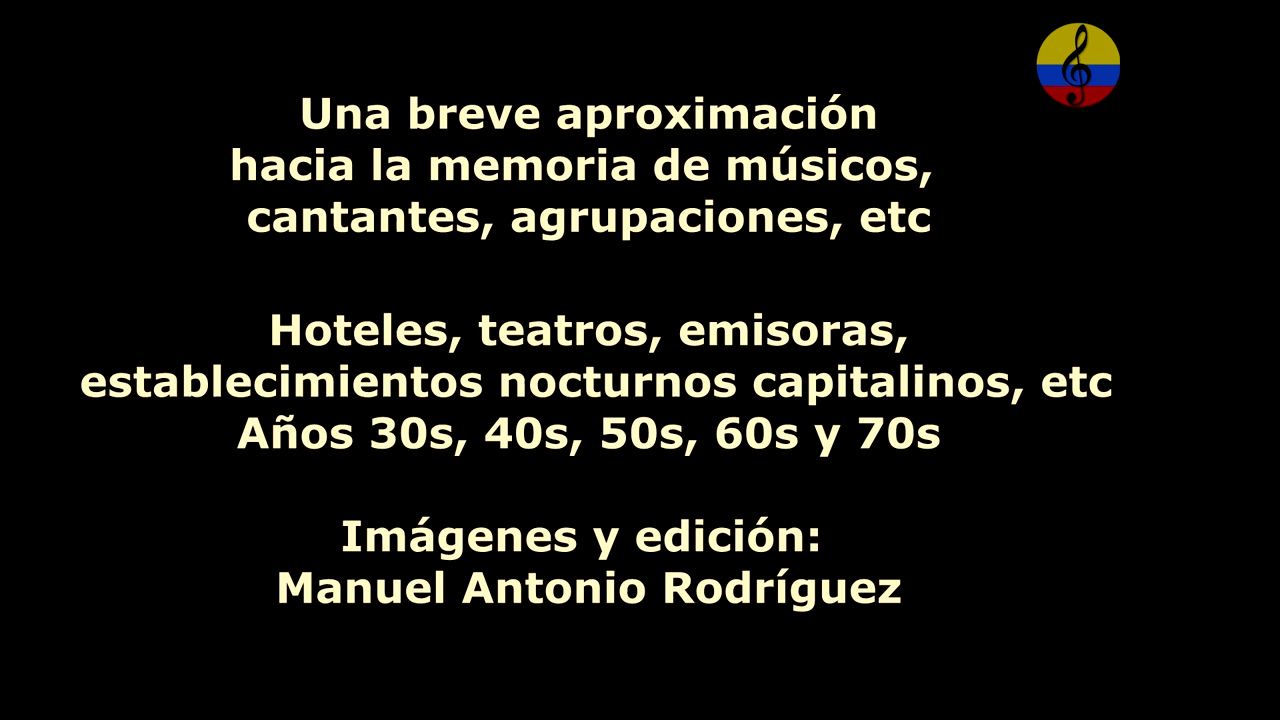 Una breve aproximación
hacia la memoria de músicos,
cantantes, agrupaciones, etc
Hoteles, teatros, emisoras,
establecimientos nocturnos capitalinos, etc
Años 30s, 40s, 50s, 60s y 70s
Imágenes y edición:
Manuel Antonio Rodríguez